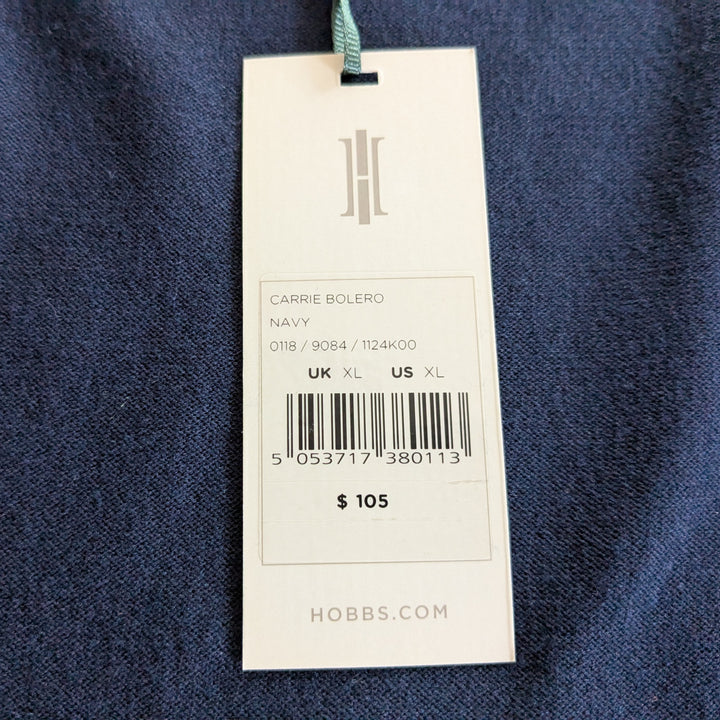 CARRIE BOLERO
NAVY
0118 / 9084 / 1124K00
UK XL US XL
5 053717 380113
$ 105
HOBBS.COM